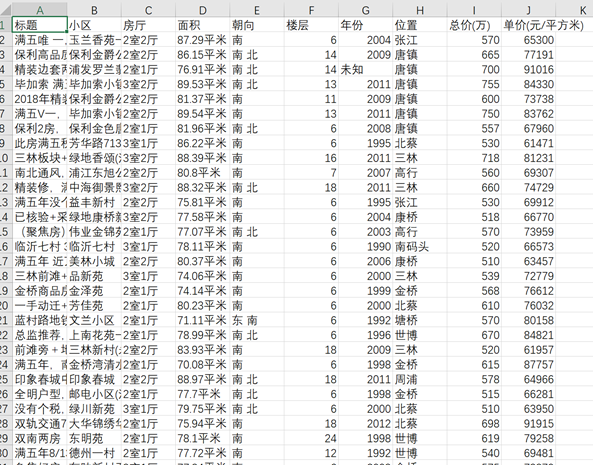 A B C D E F G H I J K
1 标题 小区 房厅 面积 朝向 楼层 年份 位置 总价(万) 单价(元/平方米)
2 满五唯一 玉兰香苑 2室2厅 87.29平米 南 6 2004 张江 570 65300
3 保利高品 保利金爵公 2室2厅 86.15平米 南 北 14 2009 唐镇 665 77191
4 精装边套 浦发罗兰 2室1厅 76.91平米 南 北 14 未知 唐镇 700 91016
5 毕加索 满 毕加索小镇 3室2厅 89.53平米 南 北 13 2011 唐镇 755 84330
6 2018年精装 保利金爵公 2室2厅 81.37平米 南 11 2009 唐镇 600 73738
7 满五V一, 毕加索小镇 2室2厅 89.54平米 南 13 2011 唐镇 750 83762
8 保利2房, 保利金色 2室1厅 81.96平米 南 北 6 2008 唐镇 557 67960
9 此房满五 芳华路713 3室1厅 86.22平米 南 6 1995 北蔡 530 61471
10 三林板块+ 绿地香颂( 3室2厅 88.39平米 南 16 2011 三林 718 81231
11 南北通风, 浦江东旭公 2室2厅 80.8平米 南 7 2007 高行 560 69307
12 精装修, 中海御景 3室2厅 88.32平米 南 北 18 2011 三林 660 74729
13 满五年没个 益丰新村 2室2厅 75.81平米 南 6 1995 张江 530 69912
14 已核验+采 绿地康桥新 3室2厅 77.58平米 南 6 2004 康桥 518 66770
15 (聚焦房) 伟业金锦苑 2室1厅 77.07平米 南 北 6 2003 高行 570 73959
16 临沂七村 3 临沂七村 3室1厅 78.11平米 南 6 1990 南码头 520 66573
17 满五年 近 美林小城 2室2厅 80.37平米 南 6 2006 康桥 510 63457
18 三林前滩+ 品新苑 3室1厅 74.06平米 南 6 2000 三林 539 72779
19 金桥商品房 金泽苑 2室1厅 74.14平米 南 6 1999 金桥 568 76612
20 一手动迁+ 芳佳苑 2室1厅 80.23平米 南 6 2000 北蔡 610 76032
21 蓝村路地铁 文兰小区 2室1厅 71.11平米 东 南 6 1992 塘桥 570 80158
22 总监推荐, 上南花苑 2室1厅 78.99平米 南 北 6 1996 世博 670 84821
23 前滩旁+地 三林新村( 2室2厅 83.93平米 南 18 2009 三林 520 61957
24 满五年, 南 金桥湾清水 2室1厅 70.08平米 南 6 1998 金桥 615 87757
25 印象春城中 印象春城 2室2厅 88.97平米 南 北 18 2011 周浦 578 64966
26 全明户型, 邮电小区( 2室1厅 77.7平米 南 北 6 1998 金桥 515 66281
27 没有个税, 绿川新苑 3室1厅 79.75平米 南 北 6 2000 北蔡 510 63950
28 双轨交通7 大华锦绣华 2室1厅 75.94平米 南 18 2012 北蔡 698 91915
29 双南两房 东明苑 2室1厅 78.1平米 南 24 1998 世博 619 79258
30 满五年8/13 德州一村 2室1厅 77.72平米 南 12 1992 世博 540 69481